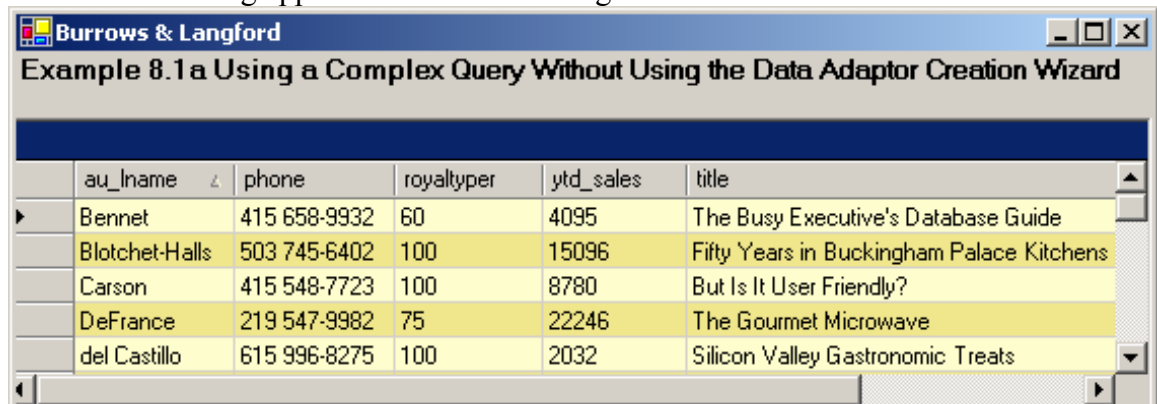 Burrows & Langford
Example 8.1a Using a Complex Query Without Using the Data Adaptor Creation Wizard
au_lname phone royaltyper ytd_sales title
Bennet 415 658-9932 60 4095 The Busy Executive's Database Guide
Blotchet-Halls 503 745-6402 100 15096 Fifty Years in Buckingham Palace Kitchens
Carson 415 548-7723 100 8780 But Is It User Friendly?
DeFrance 219 547-9982 75 22246 The Gourmet Microwave
del Castillo 615 996-8275 100 2032 Silicon Valley Gastronomic Treats